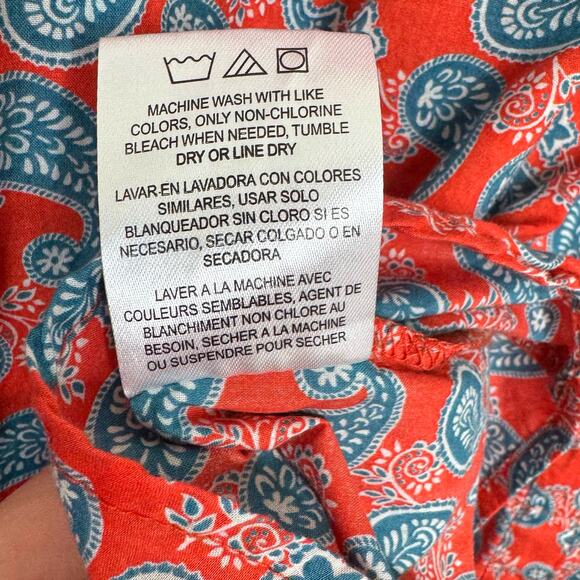 MACHINE WASH WITH LIKE
COLORS, ONLY NON-CHLORINE
BLEACH WHEN NEEDED, TUMBLE
DRY OR LINE DRY
LAVAR EN LAVADORA CON COLORES
SIMILARES, USAR SOLO
BLANQUEADOR SIN CLORO SI ES
NECESARIO, SECAR COLGADO O EN
SECADORA
LAVER A LA MACHINE AVEC
COULEURS SEMBLABLES, AGENT DE
BLANCHIMENT NON CHLORE AU
BESOIN, SECHER A LA MACHINE
OU SUSPENDRE POUR SECHER